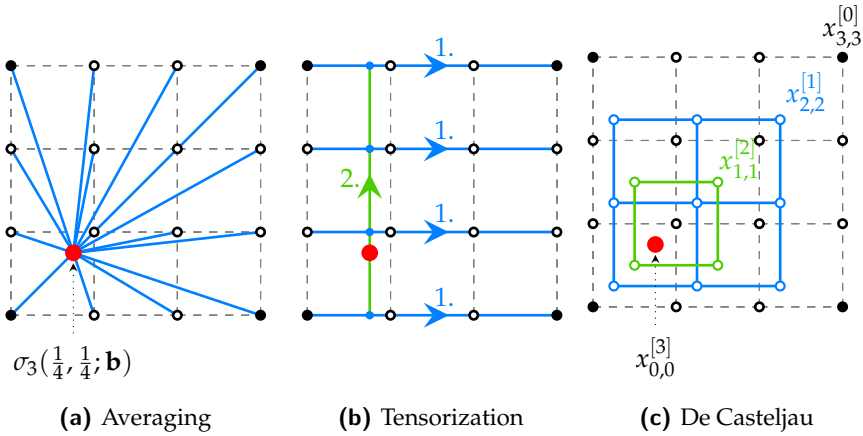 1.
1.
1.
1.
2.
x_{3,3}^{[0]}
x_{2,2}^{[1]}
x_{1,1}^{[2]}
σ_3(1/4, 1/4; b)
x_{0,0}^{[3]}
(a) Averaging
(b) Tensorization
(c) De Casteljau